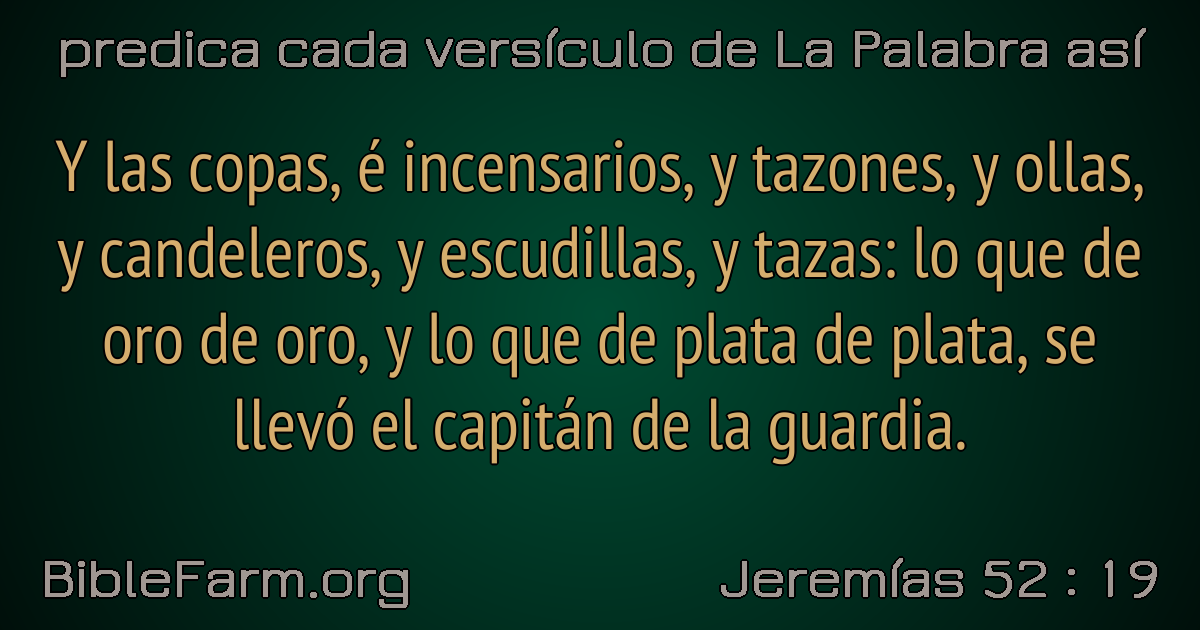 predica cada versículo de La Palabra así
Y las copas, é incensarios, y tazones, y ollas,
y candeleros, y escudillas, y tazas: lo que de
oro de oro, y lo que de plata de plata, se
llevó el capitán de la guardia.
BibleFarm.org
Jeremías 52 : 19